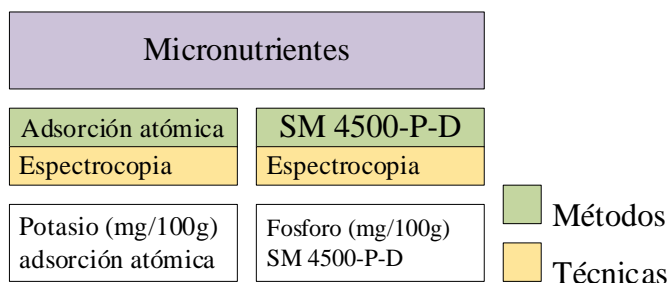 Micronutrientes
Adsorción atómica
SM 4500-P-D
Espectrocopia
Espectrocopia
Potasio (mg/100g)
adsorción atómica
Fosforo (mg/100g)
SM 4500-P-D
Métodos
Técnicas